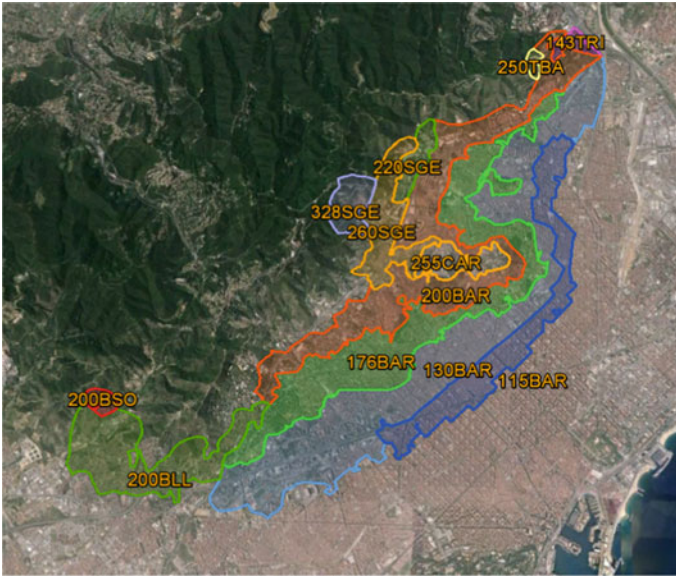 143TRI
250TBA
220SGE
328SGE
260SGE
255CAR
200BAR
176BAR
130BAR
115BAR
200BSO
200BLL